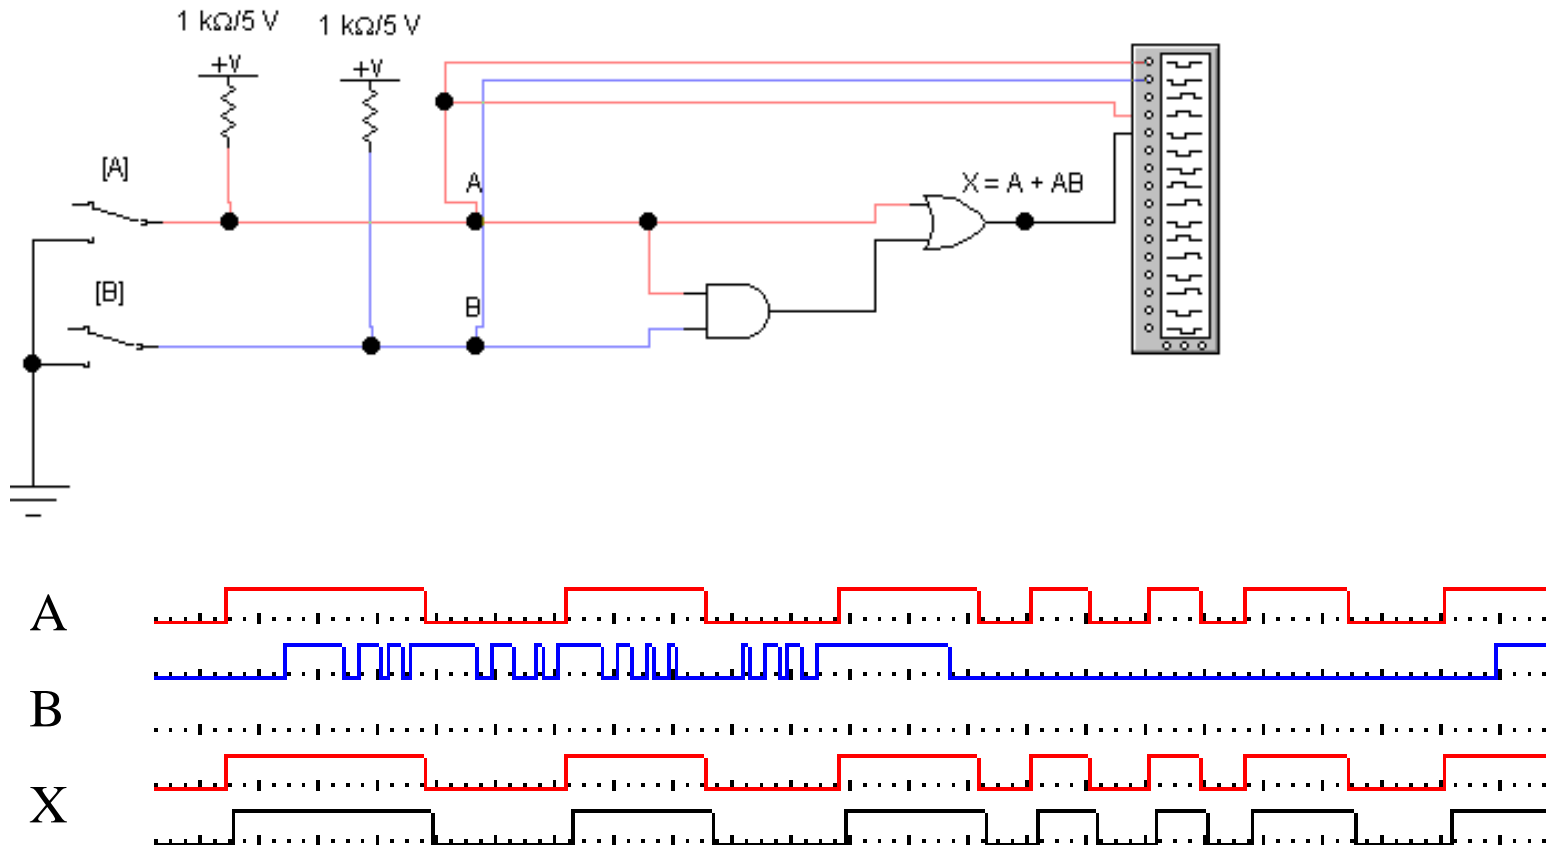 1 kΩ/5 V
1 kΩ/5 V
+V
+V
[A]
A
X = A + AB
[B]
B
A
B
X